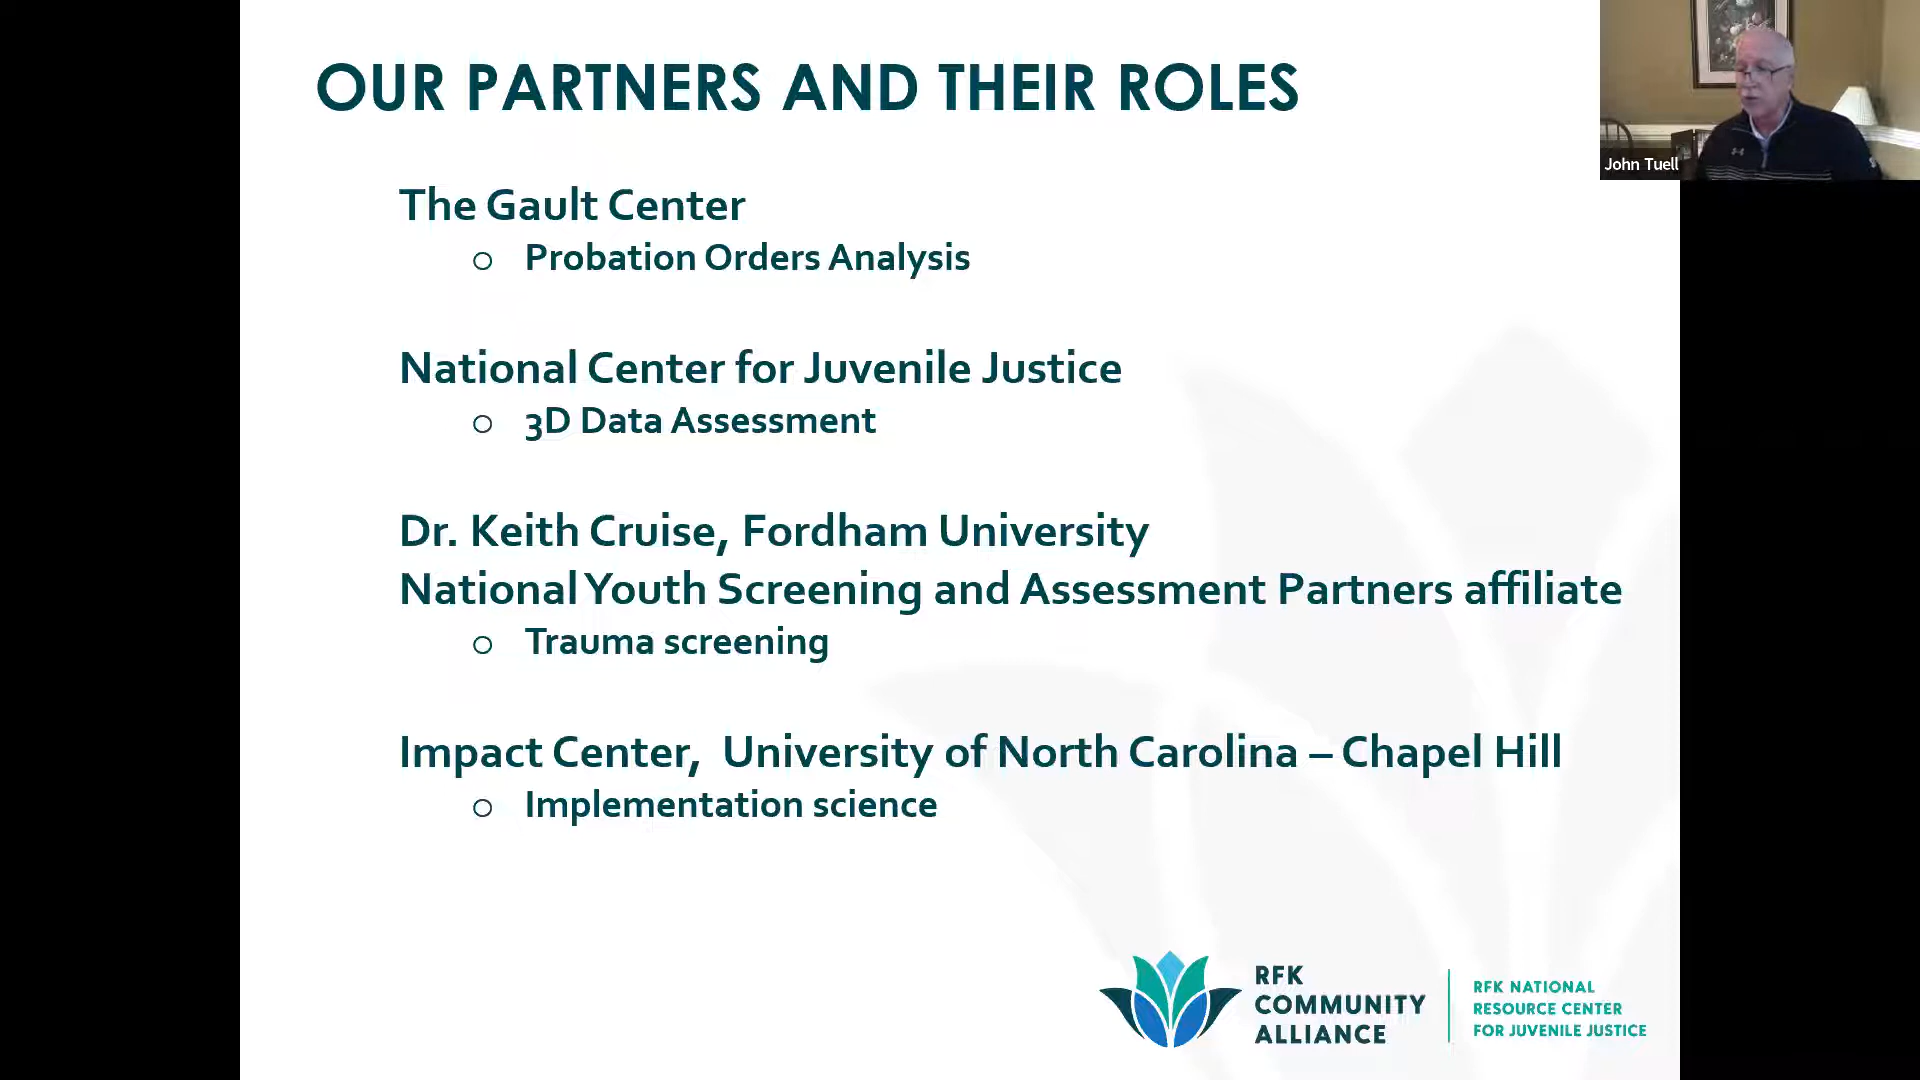 OUR PARTNERS AND THEIR ROLES
John Tuell
The Gault Center
o Probation Orders Analysis
National Center for Juvenile Justice
o 3D Data Assessment
Dr. Keith Cruise, Fordham University
National Youth Screening and Assessment Partners affiliate
o Trauma screening
Impact Center, University of North Carolina – Chapel Hill
o Implementation science
RFK
COMMUNITY
ALLIANCE
RFK NATIONAL
RESOURCE CENTER
FOR JUVENILE JUSTICE